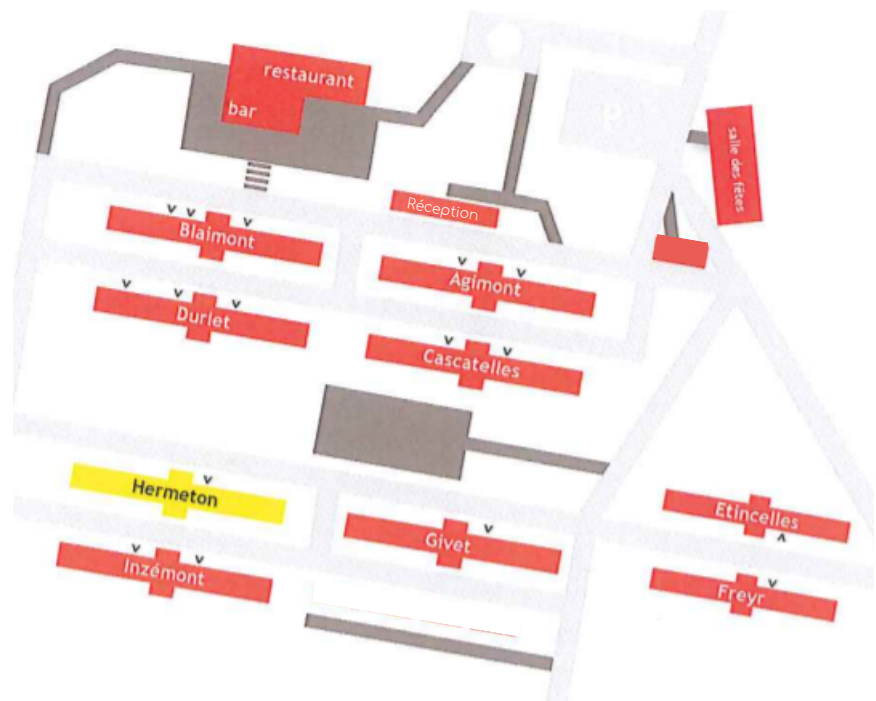 restaurant
bar
P
salle des fêtes
Réception
Blaimont
Agimont
Durlet
Cascatelles
Hermeton
Givet
Etincelles
Inzémont
Freyr